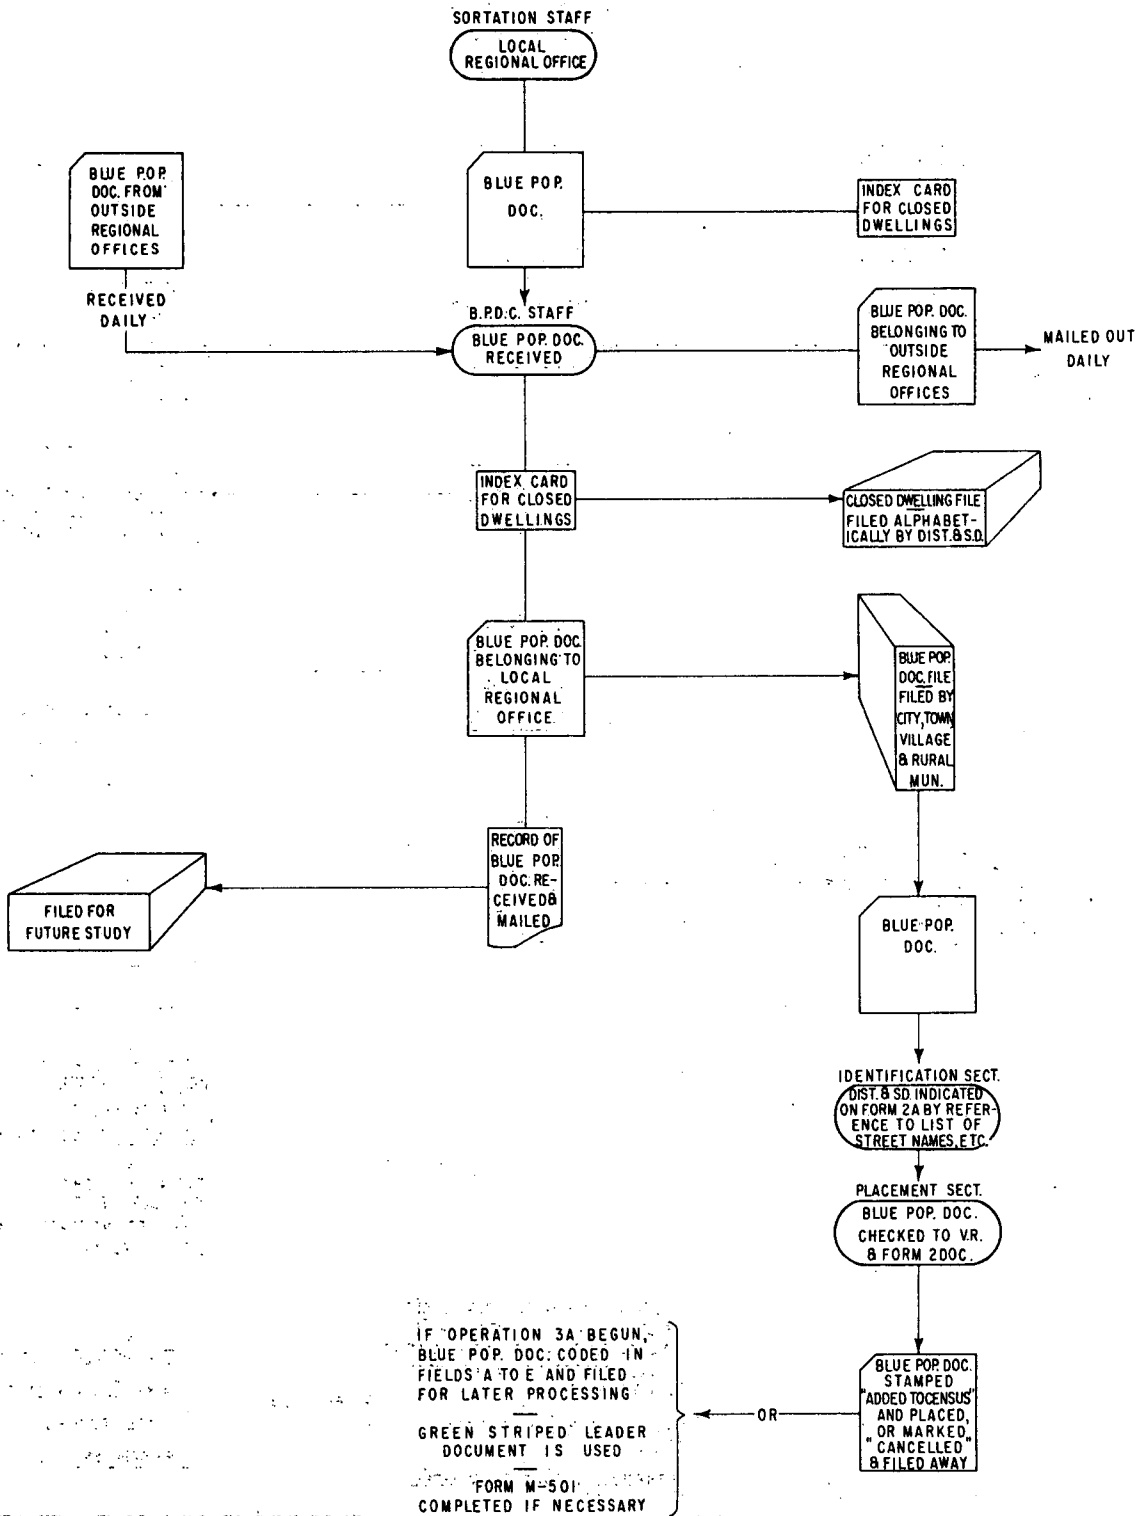 SORTATION STAFF
LOCAL
REGIONAL OFFICE
BLUE POP.
DOC. FROM
OUTSIDE
REGIONAL
OFFICES
BLUE POP.
DOC.
INDEX CARD
FOR CLOSED
DWELLINGS
RECEIVED
DAILY
B.P.D.C. STAFF
BLUE POP. DOC.
RECEIVED
BLUE POP. DOC.
BELONGING TO
OUTSIDE
REGIONAL
OFFICES
MAILED OUT
DAILY
INDEX CARD
FOR CLOSED
DWELLINGS
CLOSED DWELLING FILE
FILED ALPHABET-
ICALLY BY DIST. & S.D.
BLUE POP. DOC.
BELONGING TO
LOCAL
REGIONAL
OFFICE
BLUE POP.
DOC. FILE
FILED BY
CITY, TOWN,
VILLAGE
& RURAL
MUN.
RECORD OF
BLUE POP.
DOC. RE-
CEIVED &
MAILED
FILED FOR
FUTURE STUDY
BLUE POP.
DOC.
IDENTIFICATION SECT.
DIST. & SD. INDICATED
ON FORM 2A BY REFER-
ENCE TO LIST OF
STREET NAMES, ETC.
PLACEMENT SECT.
BLUE POP. DOC.
CHECKED TO V.R.
& FORM 2 DOC.
IF OPERATION 3A BEGUN,
BLUE POP. DOC. CODED IN
FIELDS A TO E AND FILED
FOR LATER PROCESSING
GREEN STRIPED LEADER
DOCUMENT IS USED
FORM M-501
COMPLETED IF NECESSARY
OR
BLUE POP. DOC.
STAMPED
"ADDED TO CENSUS"
AND PLACED,
OR MARKED
"CANCELLED"
& FILED AWAY